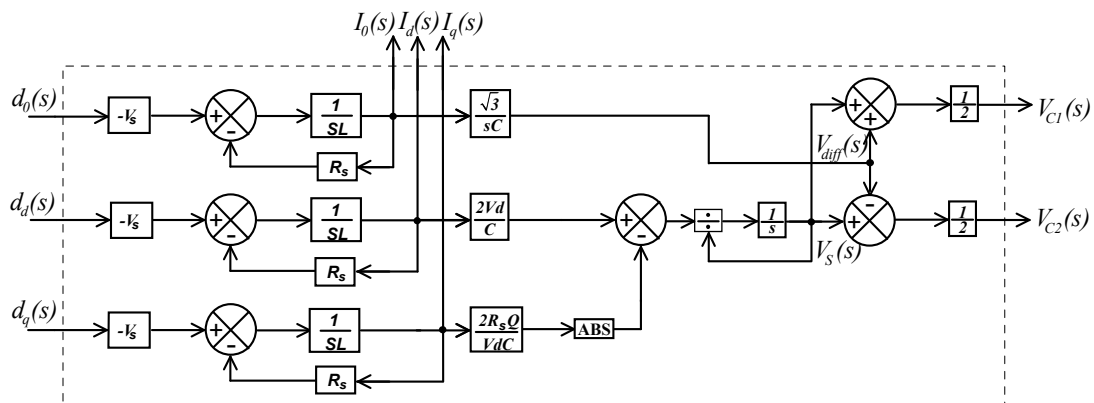 I0(s) Id(s) Iq(s)
d0(s)
-Vs
+
-
1
SL
Rs
√3
sC
+
+
1
2
VC1(s)
Vdiff(s)
dd(s)
-Vs
+
-
1
SL
Rs
2Vd
C
+
-
÷
1
s
VS(s)
+
-
1
2
VC2(s)
dq(s)
-Vs
+
-
1
SL
Rs
2RsQ
VdC
ABS